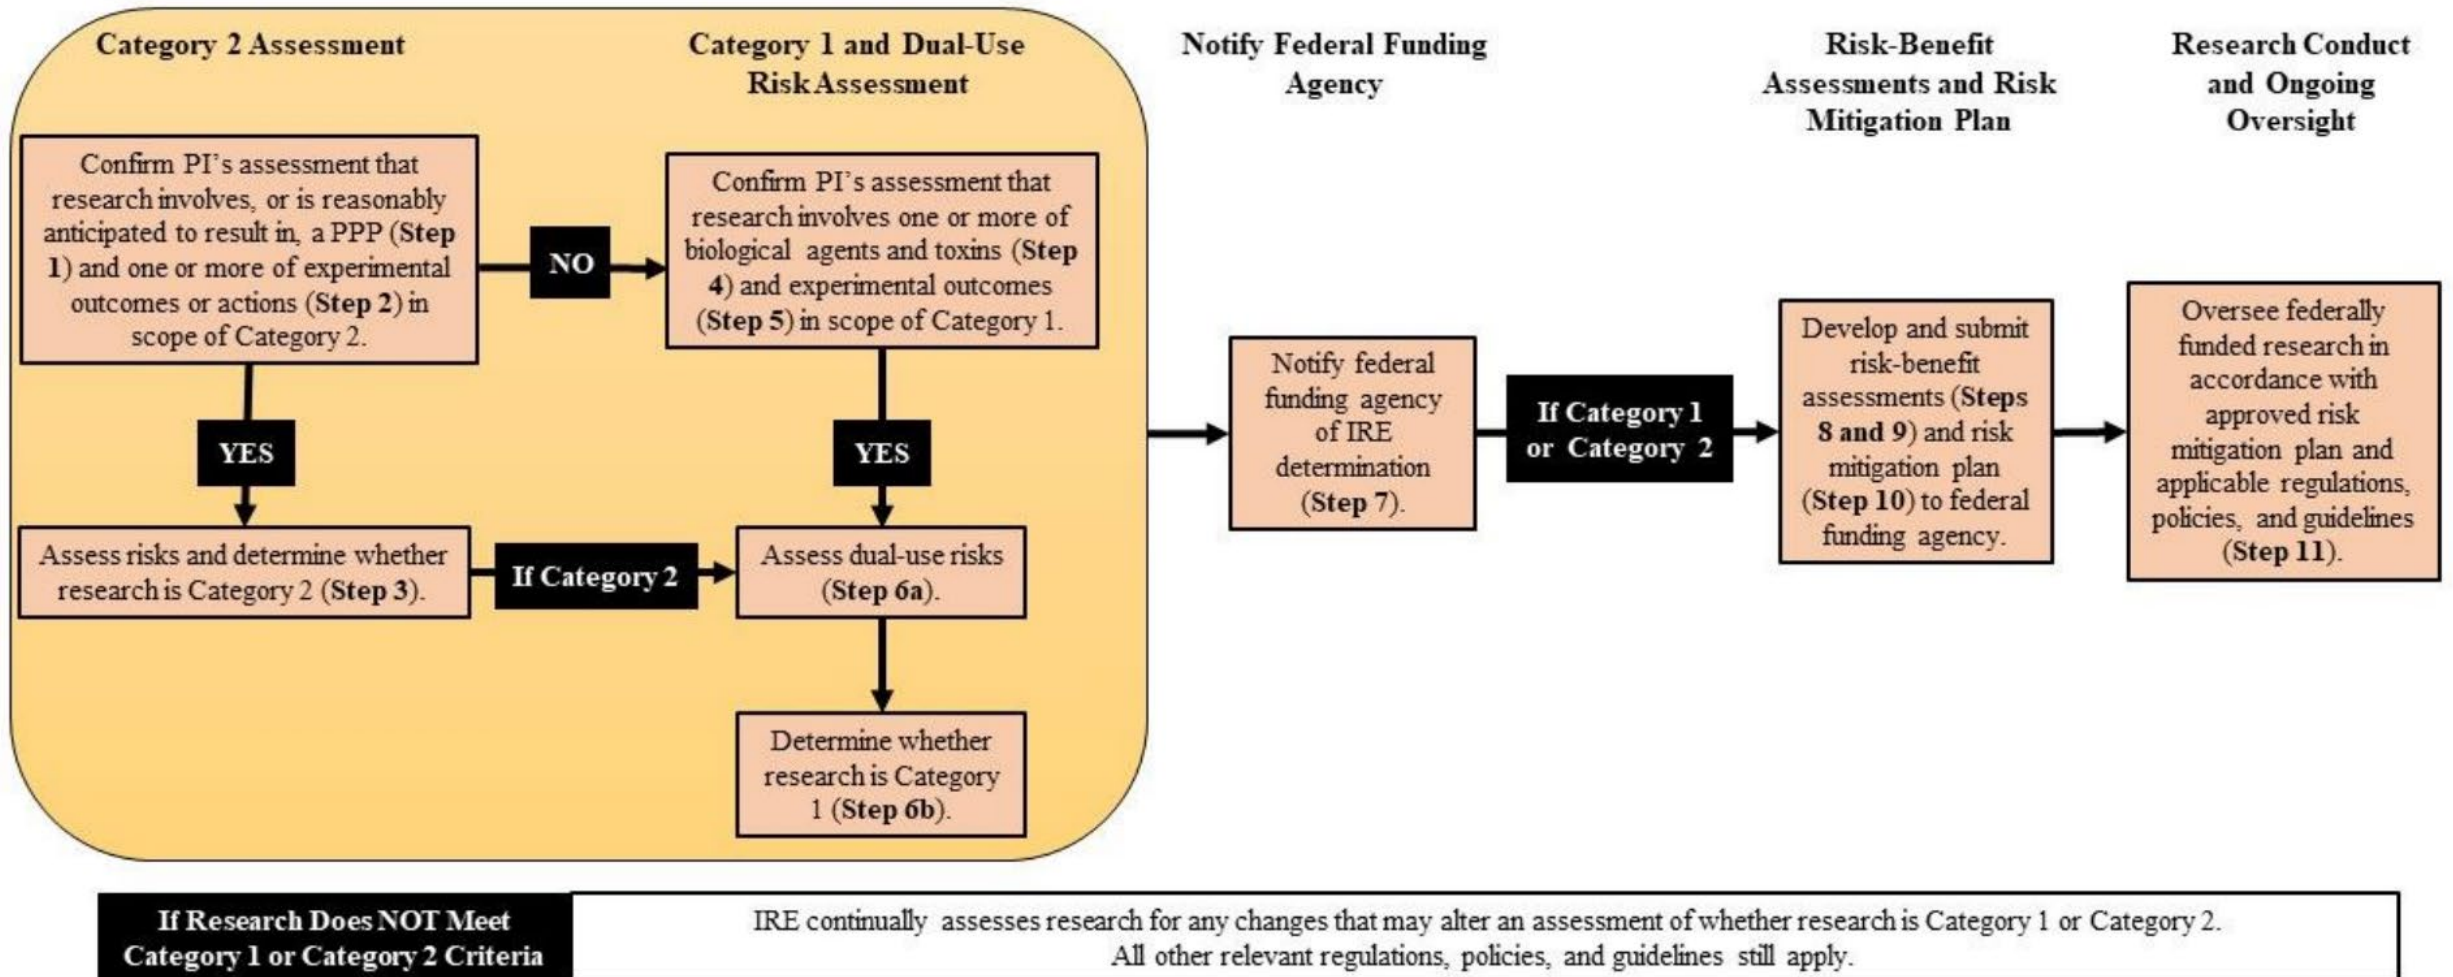 Category 2 Assessment
Category 1 and Dual-Use
Risk Assessment
Notify Federal Funding
Agency
Risk-Benefit
Assessments and Risk
Mitigation Plan
Research Conduct
and Ongoing
Oversight
Confirm PI's assessment that
research involves, or is reasonably
anticipated to result in, a PPP (Step
1) and one or more of experimental
outcomes or actions (Step 2) in
scope of Category 2.
NO
Confirm PI's assessment that
research involves one or more of
biological agents and toxins (Step
4) and experimental outcomes
(Step 5) in scope of Category 1.
YES
YES
Assess risks and determine whether
research is Category 2 (Step 3).
If Category 2
Assess dual-use risks
(Step 6a).
Determine whether
research is Category
1 (Step 6b).
Notify federal
funding agency
of IRE
determination
(Step 7).
If Category 1
or Category 2
Develop and submit
risk-benefit
assessments (Steps
8 and 9) and risk
mitigation plan
(Step 10) to federal
funding agency.
Oversee federally
funded research in
accordance with
approved risk
mitigation plan and
applicable regulations,
policies, and guidelines
(Step 11).
If Research Does NOT Meet
Category 1 or Category 2 Criteria
IRE continually assesses research for any changes that may alter an assessment of whether research is Category 1 or Category 2.
All other relevant regulations, policies, and guidelines still apply.